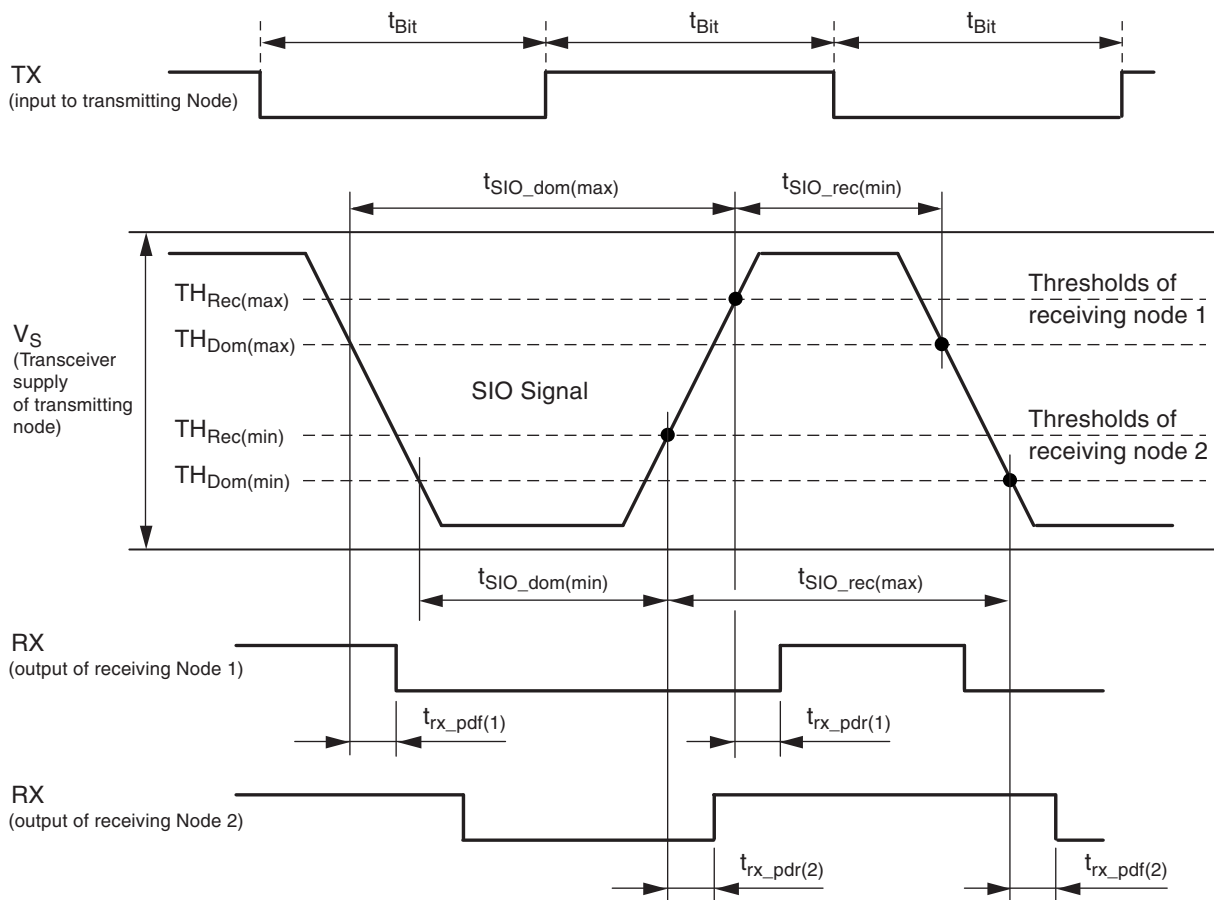 tBit tBit tBit
TX
(input to transmitting Node)
tSIO_dom(max) tSIO_rec(min)
THRec(max)
Thresholds of
receiving node 1
VS
(Transceiver
supply
of transmitting
node)
THDom(max)
SIO Signal
THRec(min)
Thresholds of
receiving node 2
THDom(min)
tSIO_dom(min) tSIO_rec(max)
RX
(output of receiving Node 1)
trx_pdf(1) trx_pdr(1)
RX
(output of receiving Node 2)
trx_pdr(2) trx_pdf(2)